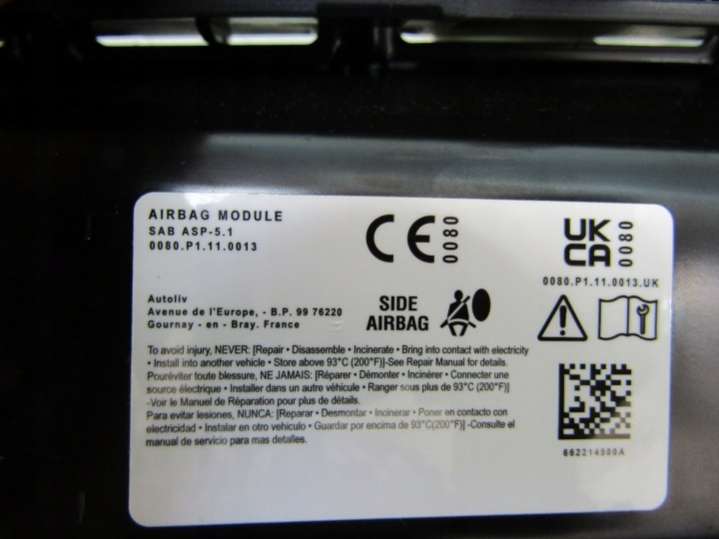 AIRBAG MODULE
SAB ASP-5.1
0080.P1.11.0013
CE 0080
UK
CA 0080
0080.P1.11.0013.UK
Autoliv
Avenue de l'Europe, - B.P. 99 76220
Gournay - en - Bray. France
SIDE
AIRBAG
To avoid injury, NEVER: [Repair • Disassemble • Incinerate • Bring into contact with electricity
• Install into another vehicle • Store above 93°C (200°F)]-See Repair Manual for details.
Pouréviter toute blessure, NE JAMAIS: [Réparer • Démonter • Incinérer • Connecter une
source électrique • Installer dans un autre véhicule • Ranger sous plus de 93°C (200°F)]
-Voir le Manuel de Réparation pour plus de détails.
Para evitar lesiones, NUNCA: [Reparar • Desmontar • Incinerar • Poner en contacto con
electricidad • Instalar en otro vehiculo • Guardar por encima de 93°C(200°F)] -Consulte el
manual de servicio para mas detalles.
662214500A